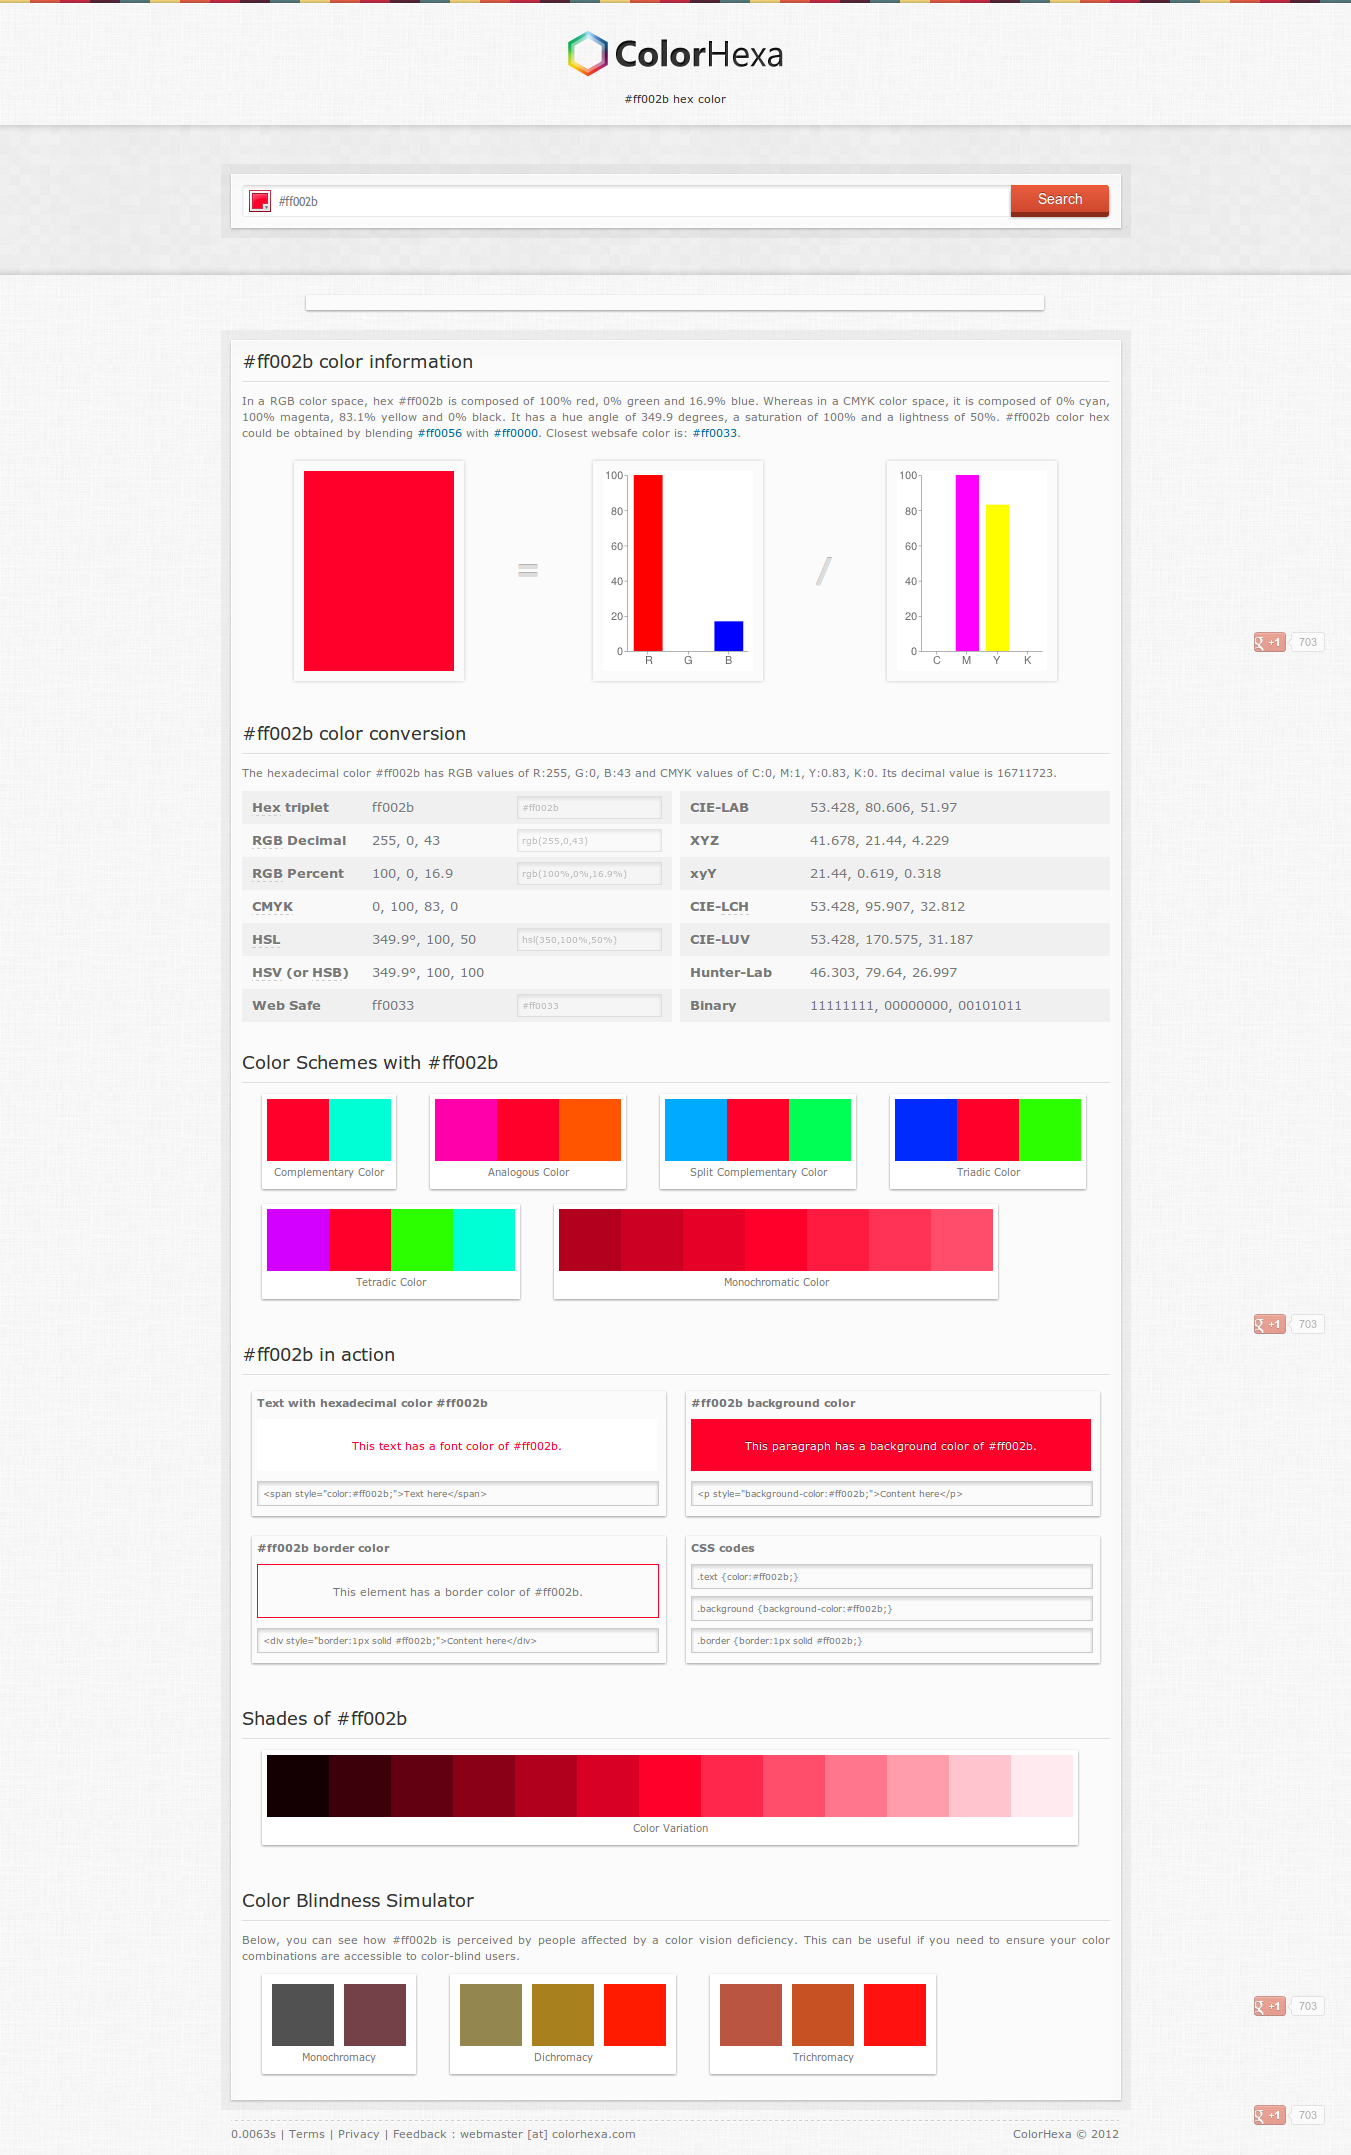 ColorHexa
#ff002b hex color
#ff002b
Search
#ff002b color information
In a RGB color space, hex #ff002b is composed of 100% red, 0% green and 16.9% blue. Whereas in a CMYK color space, it is composed of 0% cyan,
100% magenta, 83.1% yellow and 0% black. It has a hue angle of 349.9 degrees, a saturation of 100% and a lightness of 50%. #ff002b color hex
could be obtained by blending #ff0056 with #ff0000. Closest websafe color is: #ff0033.
100
80
60
40
20
0
R G B
=
/
100
80
60
40
20
0
C M Y K
g +1 703
#ff002b color conversion
The hexadecimal color #ff002b has RGB values of R:255, G:0, B:43 and CMYK values of C:0, M:1, Y:0.83, K:0. Its decimal value is 16711723.
Hex triplet ff002b #ff002b
RGB Decimal 255, 0, 43 rgb(255,0,43)
RGB Percent 100, 0, 16.9 rgb(100%,0%,16.9%)
CMYK 0, 100, 83, 0
HSL 349.9°, 100, 50 hsl(350,100%,50%)
HSV (or HSB) 349.9°, 100, 100
Web Safe ff0033 #ff0033
CIE-LAB 53.428, 80.606, 51.97
XYZ 41.678, 21.44, 4.229
xyY 21.44, 0.619, 0.318
CIE-LCH 53.428, 95.907, 32.812
CIE-LUV 53.428, 170.575, 31.187
Hunter-Lab 46.303, 79.64, 26.997
Binary 11111111, 00000000, 00101011
Color Schemes with #ff002b
Complementary Color
Analogous Color
Split Complementary Color
Triadic Color
Tetradic Color
Monochromatic Color
g +1 703
#ff002b in action
Text with hexadecimal color #ff002b
This text has a font color of #ff002b.
<span style="color:#ff002b;">Text here</span>
#ff002b background color
This paragraph has a background color of #ff002b.
<p style="background-color:#ff002b;">Content here</p>
#ff002b border color
This element has a border color of #ff002b.
<div style="border:1px solid #ff002b;">Content here</div>
CSS codes
.text {color:#ff002b;}
.background {background-color:#ff002b;}
.border {border:1px solid #ff002b;}
Shades of #ff002b
Color Variation
Color Blindness Simulator
Below, you can see how #ff002b is perceived by people affected by a color vision deficiency. This can be useful if you need to ensure your color
combinations are accessible to color-blind users.
Monochromacy
Dichromacy
Trichromacy
g +1 703
g +1 703
0.0063s | Terms | Privacy | Feedback : webmaster [at] colorhexa.com
ColorHexa © 2012